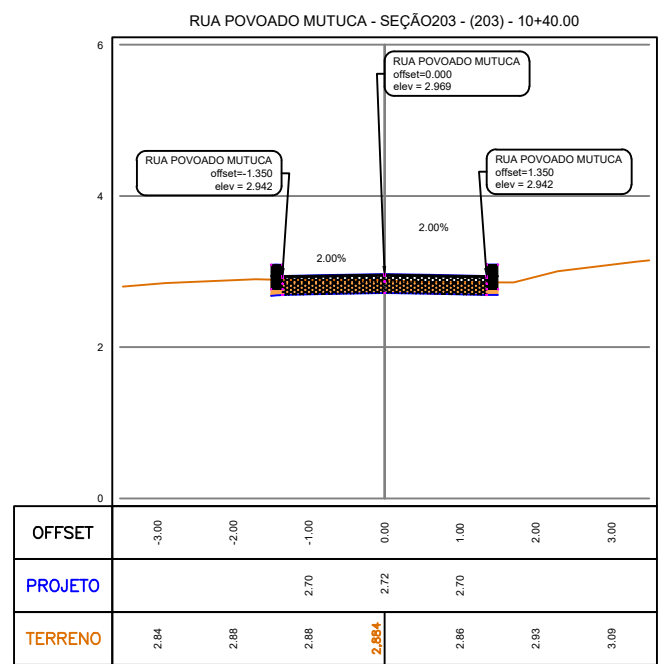 RUA POVOADO MUTUCA - SEÇÃO203 - (203) - 10+40.00
6
RUA POVOADO MUTUCA
offset=0.000
elev = 2.969
RUA POVOADO MUTUCA
offset=-1.350
elev = 2.942
RUA POVOADO MUTUCA
offset=1.350
elev = 2.942
4
2.00%
2.00%
2
0
OFFSET -3.00 -2.00 -1.00 0.00 1.00 2.00 3.00
PROJETO 2.70 2.72 2.70
TERRENO 2.84 2.88 2.88 2,884 2.86 2.93 3.09